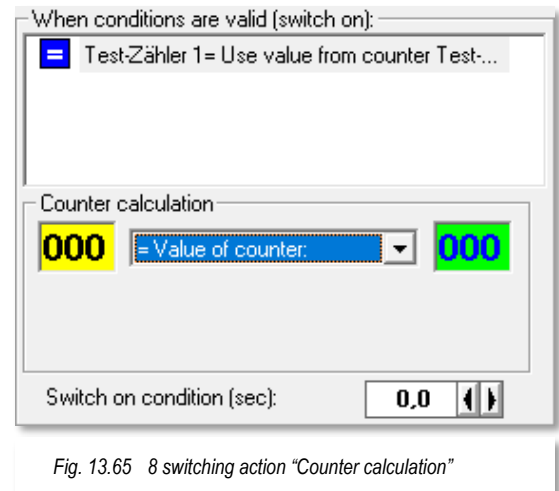 When conditions are valid (switch on):
= Test-Zähler 1= Use value from counter Test-...
Counter calculation
000 = Value of counter: 000
Switch on condition (sec): 0,0
Fig. 13.65 8 switching action “Counter calculation”